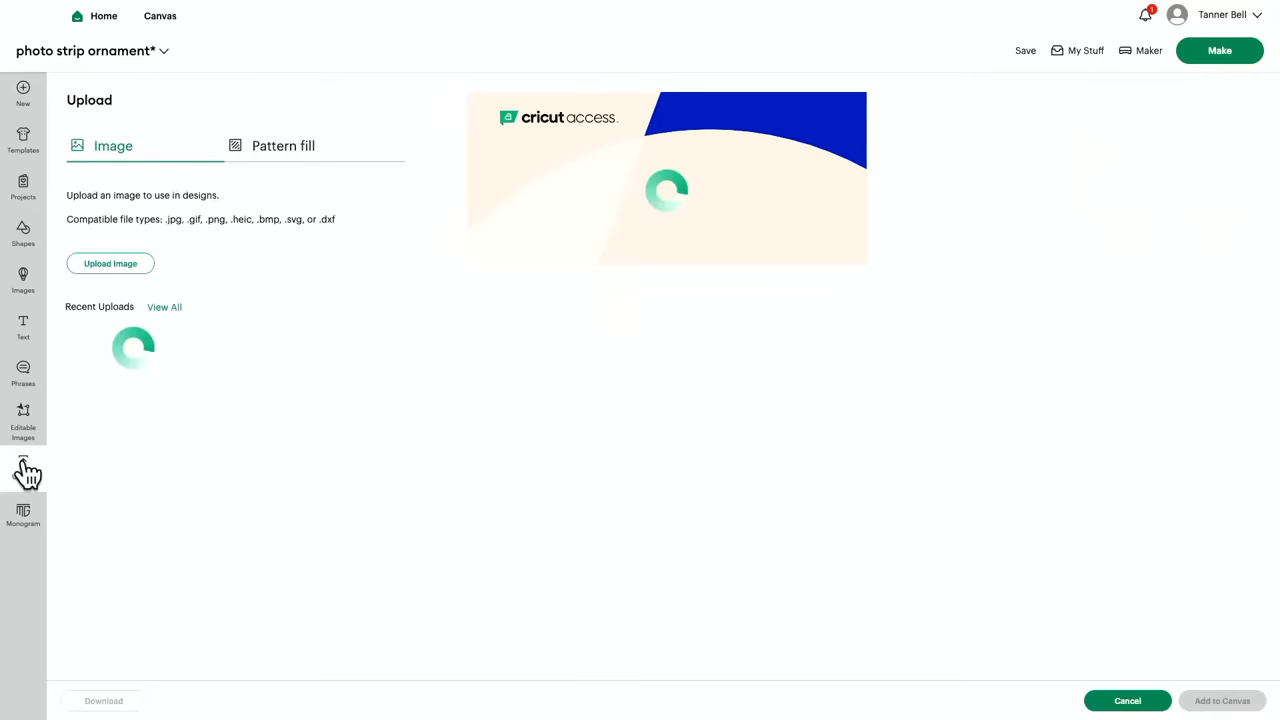 Home
Canvas
1
Tanner Bell
photo strip ornament*
Save
My Stuff
Maker
Make
New
Templates
Projects
Shapes
Images
Text
Phrases
Editable
Images
Monogram
Upload
Image
Pattern fill
Upload an image to use in designs.
Compatible file types: .jpg, .gif, .png, .heic, .bmp, .svg, or .dxf
Upload Image
Recent Uploads
View All
a cricut access.
Download
Cancel
Add to Canvas